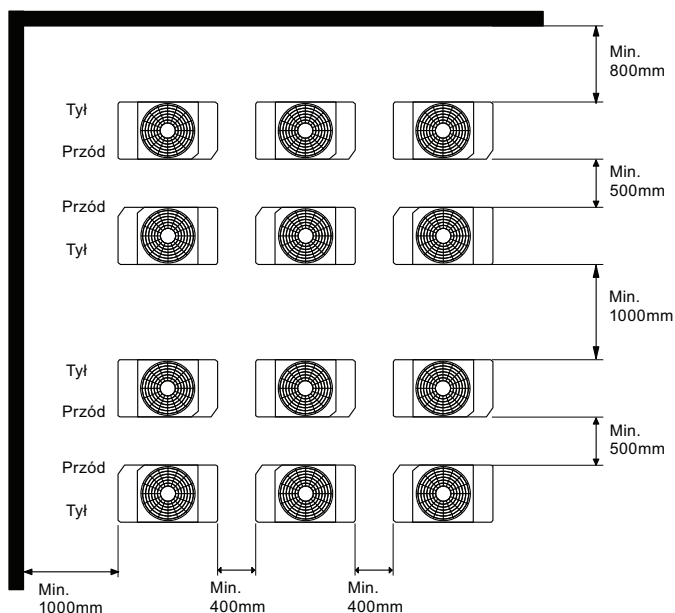 Min.
800mm
Tył
Przód
Min.
500mm
Przód
Tył
Min.
1000mm
Tył
Przód
Min.
500mm
Przód
Tył
Min.
1000mm
Min.
400mm
Min.
400mm